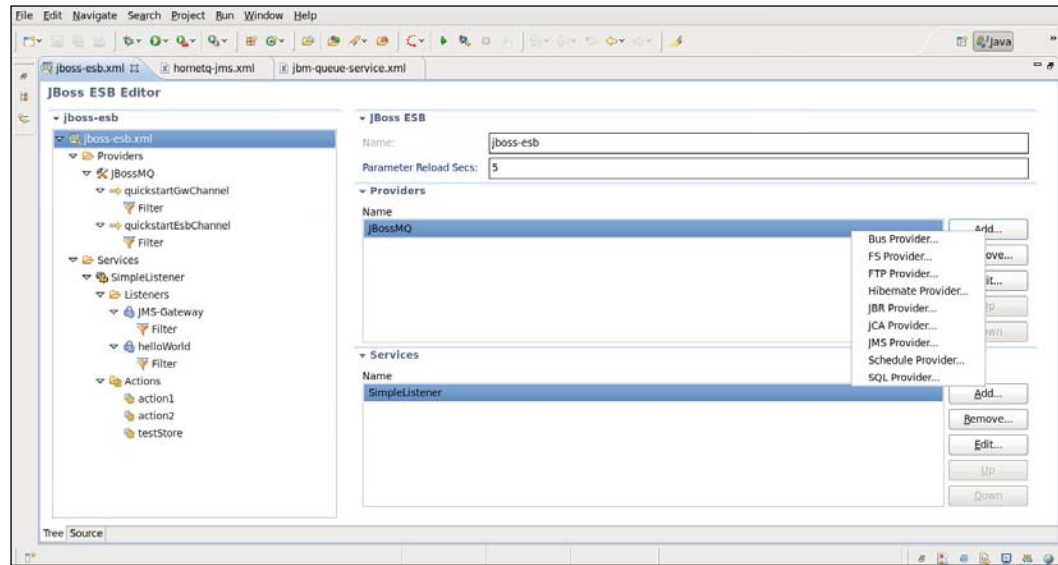 File Edit Navigate Search Project Run Window Help
Java
»
jboss-esb.xml hornetq-jms.xml jbm-queue-service.xml
JBoss ESB Editor
jboss-esb
jboss-esb.xml
Providers
JBossMQ
quickstartGwChannel
Filter
quickstartEsbChannel
Filter
Services
SimpleListener
Listeners
JMS-Gateway
Filter
helloWorld
Filter
Actions
action1
action2
testStore
JBoss ESB
Name: jboss-esb
Parameter Reload Secs: 5
Providers
Name
JBossMQ
Add...
ove...
it...
Bus Provider...
FS Provider...
FTP Provider...
Hibernate Provider...
JBR Provider...
JCA Provider...
JMS Provider...
Schedule Provider...
SQL Provider...
Services
Name
SimpleListener
Add...
Remove...
Edit...
Up
Down
Tree Source